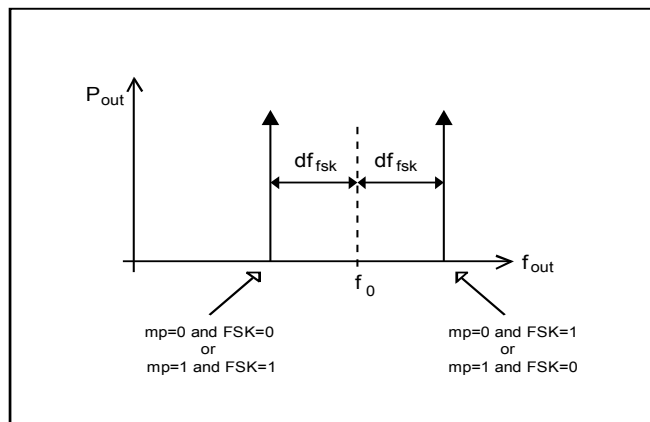 Pout
dffsk dffsk
fout
f0
mp=0 and FSK=0
or
mp=1 and FSK=1
mp=0 and FSK=1
or
mp=1 and FSK=0